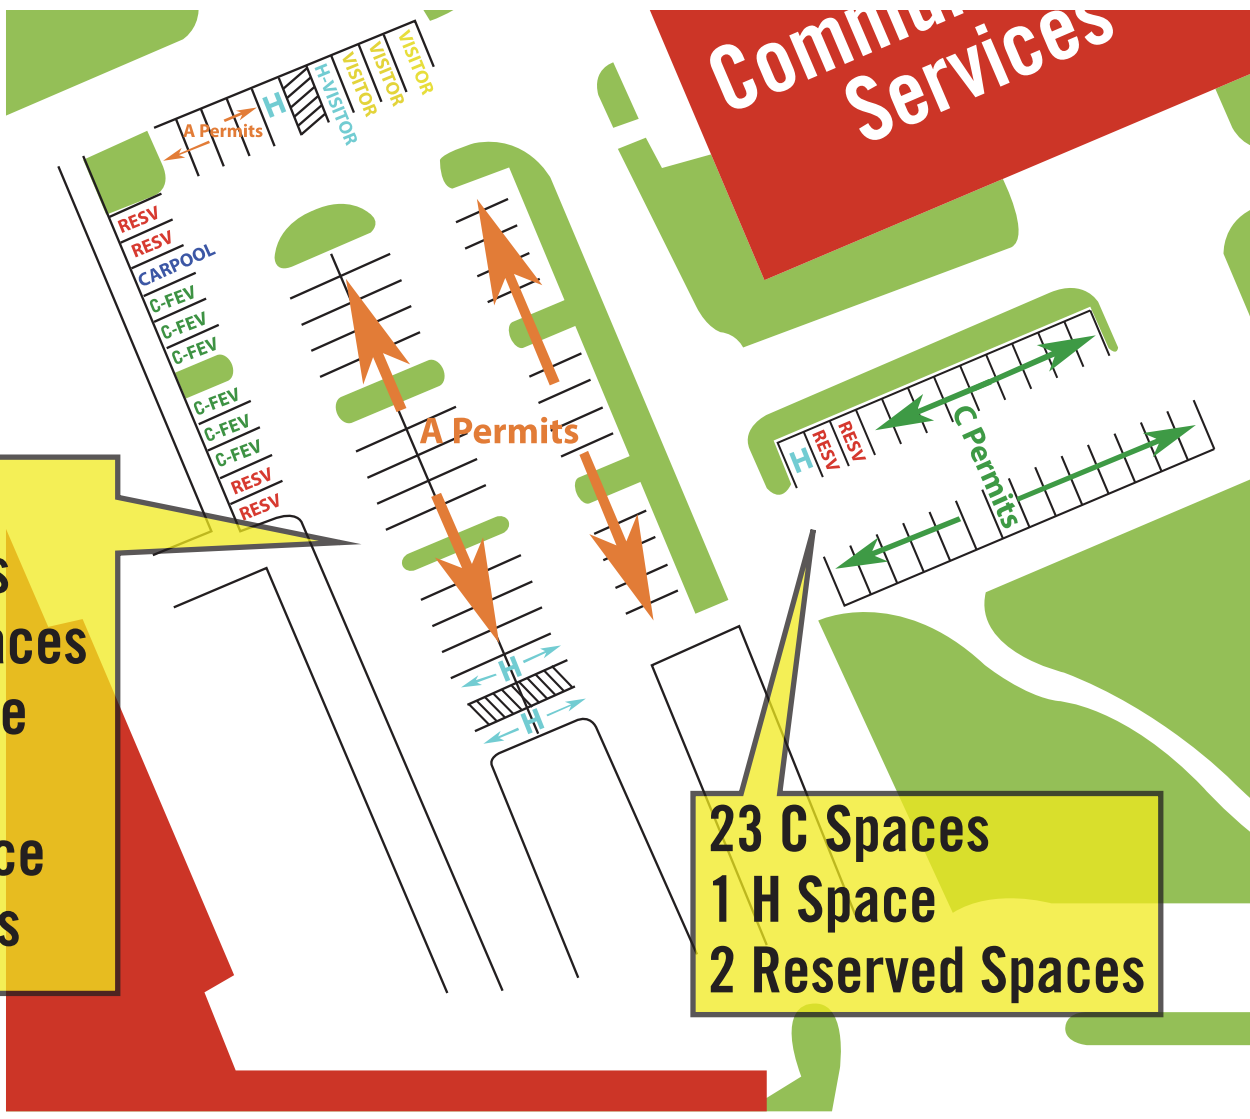 Services
VISITOR
VISITOR
VISITOR
H-VISITOR
H
A Permits
RESV
RESV
CARPOOL
C-FEV
C-FEV
C-FEV
C-FEV
C-FEV
C-FEV
RESV
RESV
A Permits
H
H
H
RESV
RESV
C Permits
23 C Spaces
1 H Space
2 Reserved Spaces